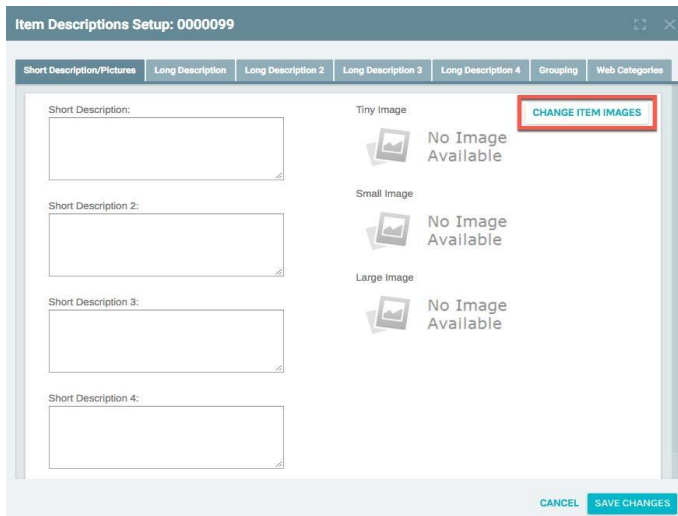 Item Descriptions Setup: 0000099
Short Description/Pictures Long Description Long Description 2 Long Description 3 Long Description 4 Grouping Web Categories
Short Description:
Tiny Image
CHANGE ITEM IMAGES
No Image
Available
Short Description 2:
Small Image
No Image
Available
Short Description 3:
Large Image
No Image
Available
Short Description 4:
CANCEL SAVE CHANGES